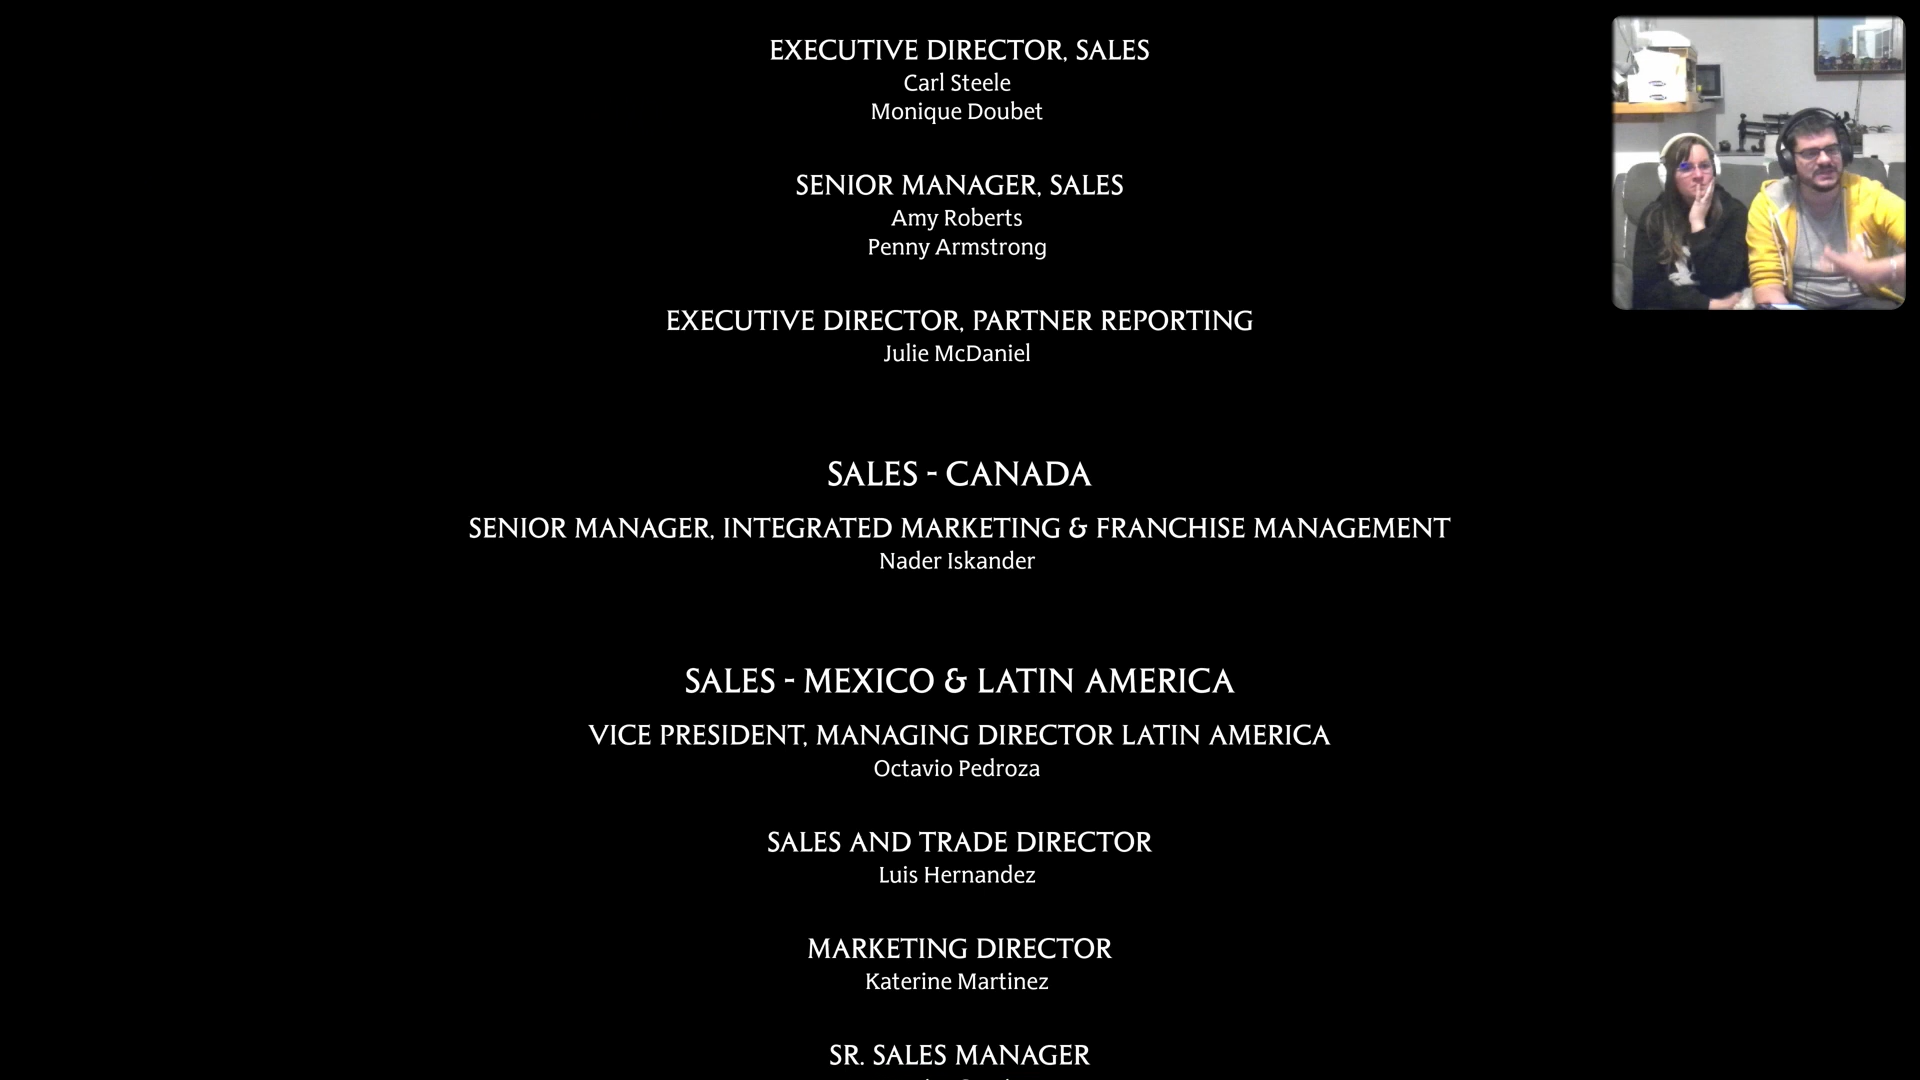 EXECUTIVE DIRECTOR, SALES
Carl Steele
Monique Doubet
SENIOR MANAGER, SALES
Amy Roberts
Penny Armstrong
EXECUTIVE DIRECTOR, PARTNER REPORTING
Julie McDaniel
SALES - CANADA
SENIOR MANAGER, INTEGRATED MARKETING & FRANCHISE MANAGEMENT
Nader Iskander
SALES - MEXICO & LATIN AMERICA
VICE PRESIDENT, MANAGING DIRECTOR LATIN AMERICA
Octavio Pedroza
SALES AND TRADE DIRECTOR
Luis Hernandez
MARKETING DIRECTOR
Katerine Martinez
SR. SALES MANAGER